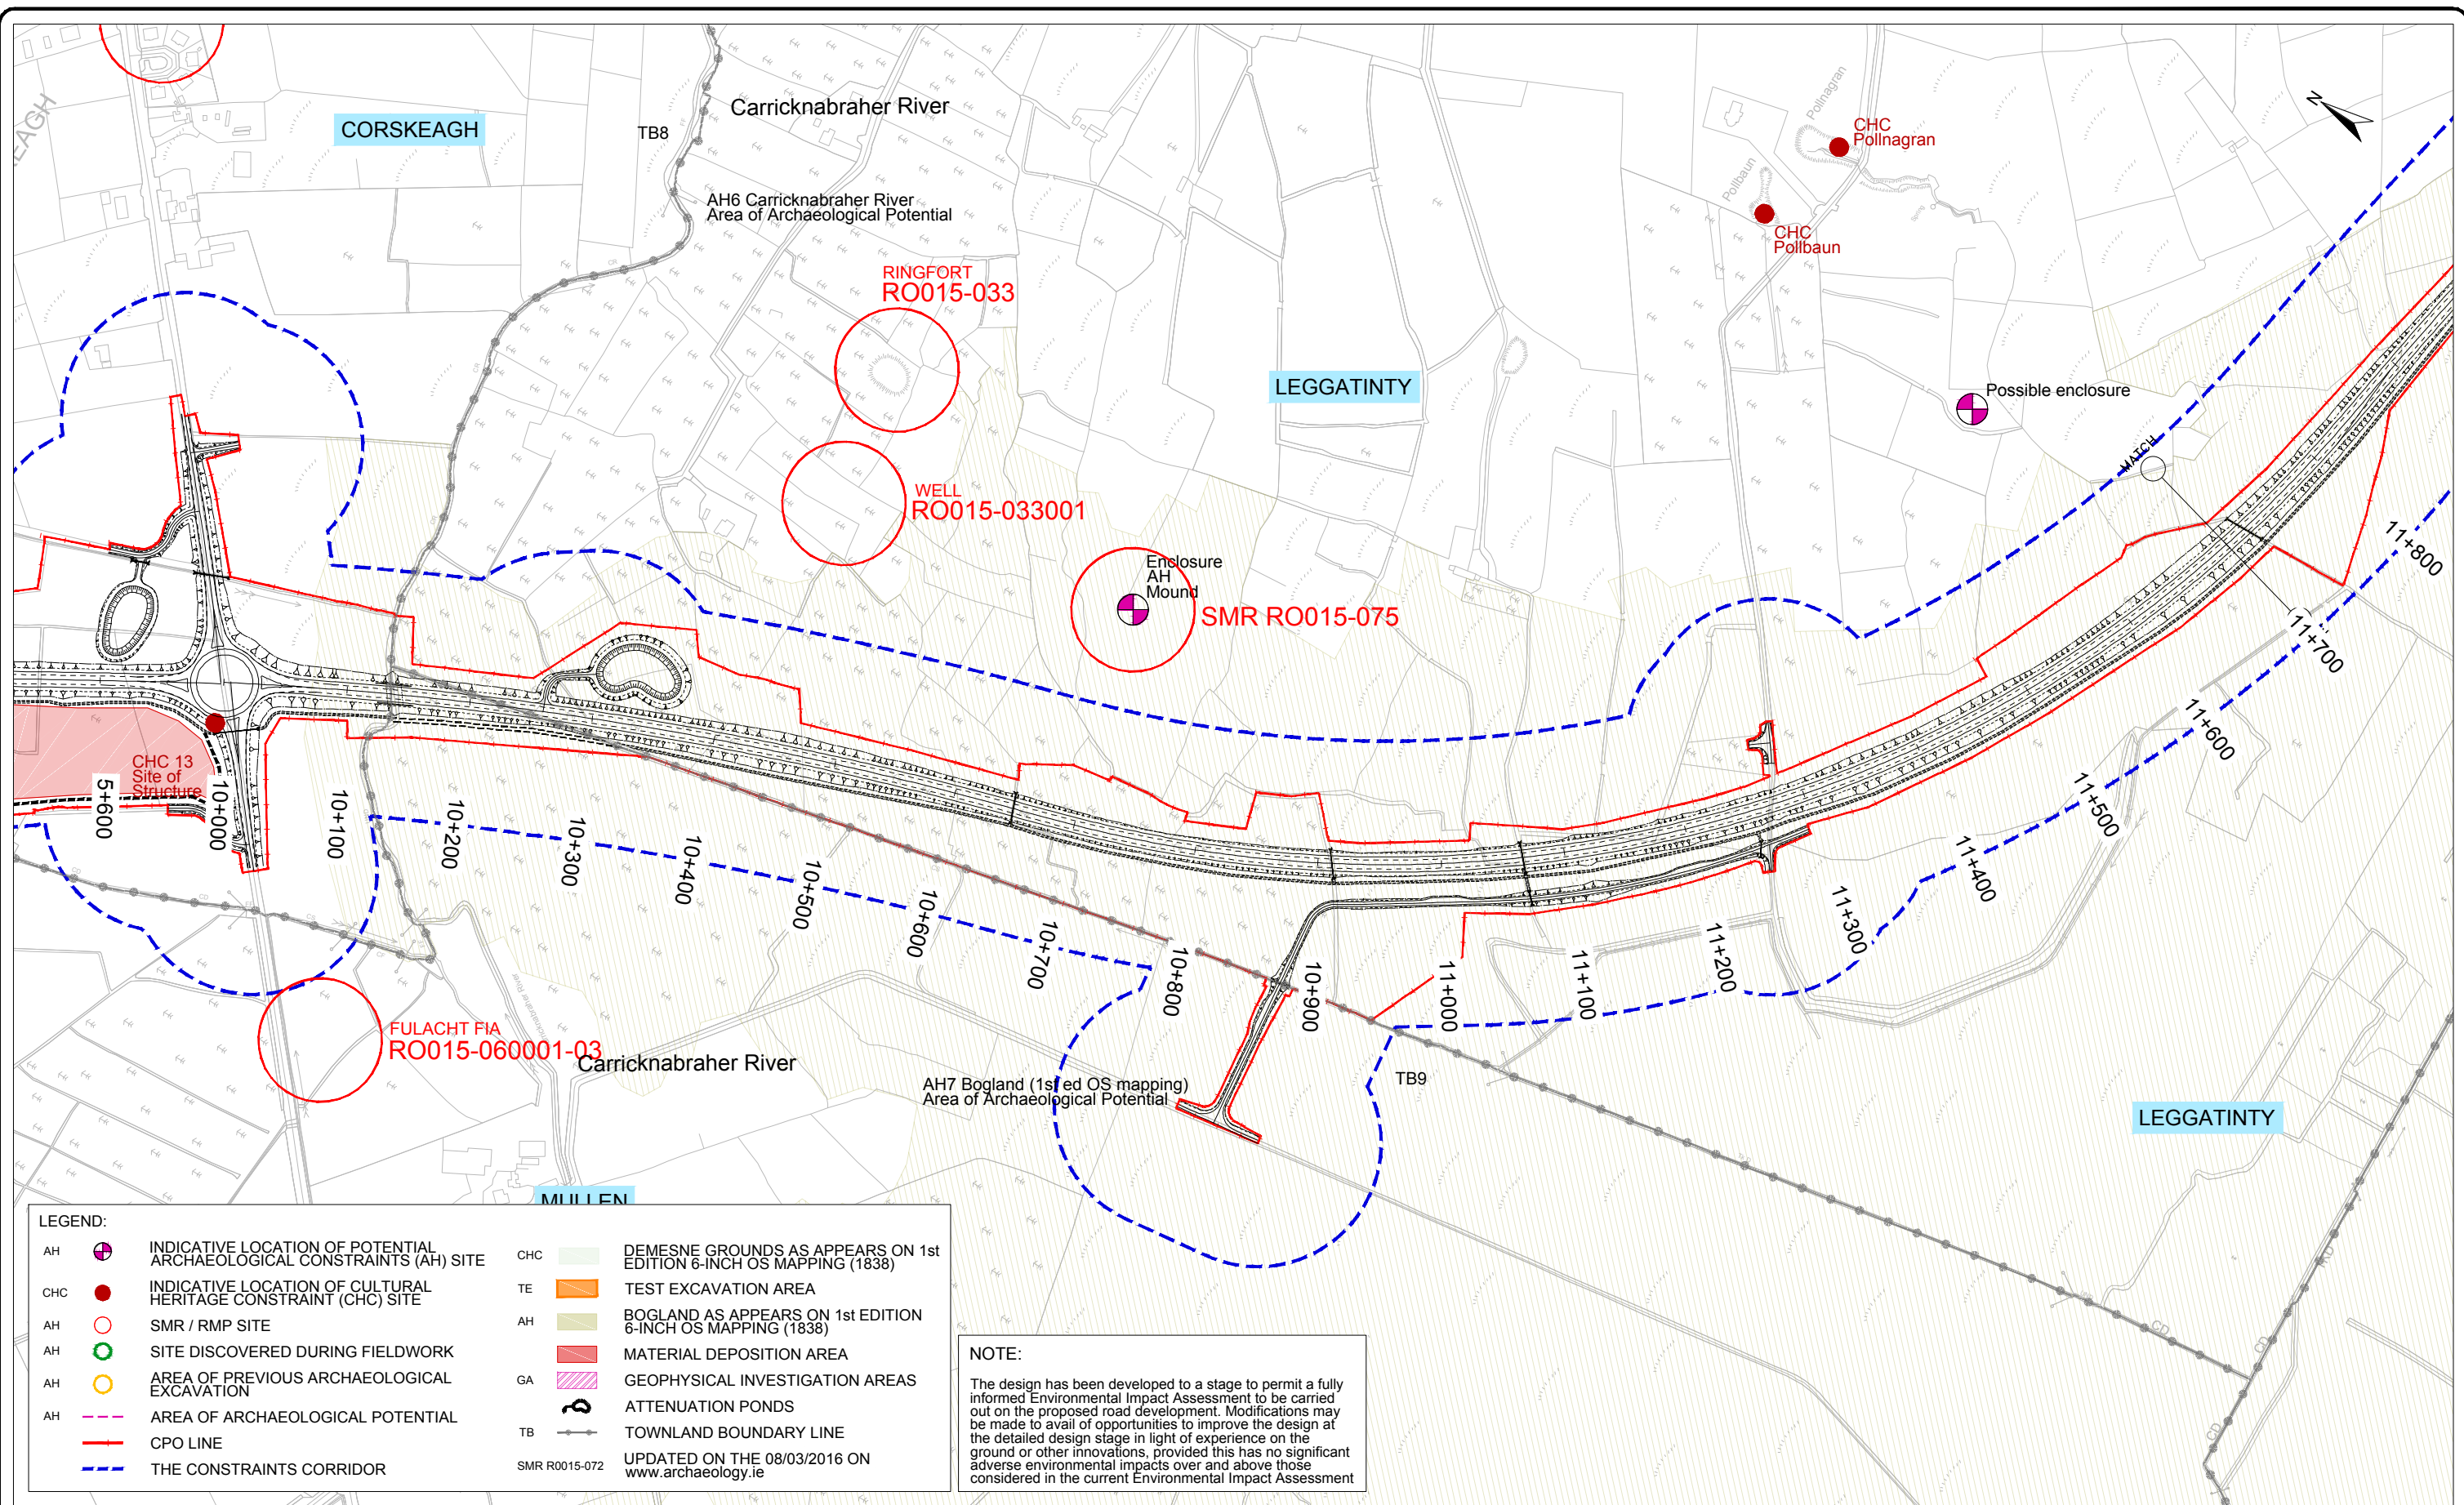 EAGH
CORSKEAGH
TB8
Carricknabraher River
AH6 Carricknabraher River
Area of Archaeological Potential
RINGFORT
RO015-033
WELL
RO015-033001
Enclosure
AH
Mound
SMR RO015-075
LEGGATINTY
Pollnagran
CHC
Pollnagran
Pollbaun
CHC
Pollbaun
Spring
N
Possible enclosure
MATCH
CHC 13
Site of
Structure
5+600
10+000
10+100
10+200
10+300
10+400
10+500
10+600
10+700
10+800
10+900
11+000
11+100
11+200
11+300
11+400
11+500
11+600
11+700
11+800
FULACHT FIA
RO015-060001-03
Carricknabraher River
AH7 Bogland (1st ed OS mapping)
Area of Archaeological Potential
TB9
LEGGATINTY
MULLEN
CD
CD
CD
RD
LEGEND:
AH INDICATIVE LOCATION OF POTENTIAL
ARCHAEOLOGICAL CONSTRAINTS (AH) SITE
CHC INDICATIVE LOCATION OF CULTURAL
HERITAGE CONSTRAINT (CHC) SITE
AH SMR / RMP SITE
AH SITE DISCOVERED DURING FIELDWORK
AH AREA OF PREVIOUS ARCHAEOLOGICAL
EXCAVATION
AH AREA OF ARCHAEOLOGICAL POTENTIAL
CPO LINE
THE CONSTRAINTS CORRIDOR
CHC DEMESNE GROUNDS AS APPEARS ON 1st
EDITION 6-INCH OS MAPPING (1838)
TE TEST EXCAVATION AREA
AH BOGLAND AS APPEARS ON 1st EDITION
6-INCH OS MAPPING (1838)
MATERIAL DEPOSITION AREA
GA GEOPHYSICAL INVESTIGATION AREAS
ATTENUATION PONDS
TB TOWNLAND BOUNDARY LINE
SMR R0015-072 UPDATED ON THE 08/03/2016 ON
www.archaeology.ie
NOTE:
The design has been developed to a stage to permit a fully
informed Environmental Impact Assessment to be carried
out on the proposed road development. Modifications may
be made to avail of opportunities to improve the design at
the detailed design stage in light of experience on the
ground or other innovations, provided this has no significant
adverse environmental impacts over and above those
considered in the current Environmental Impact Assessment